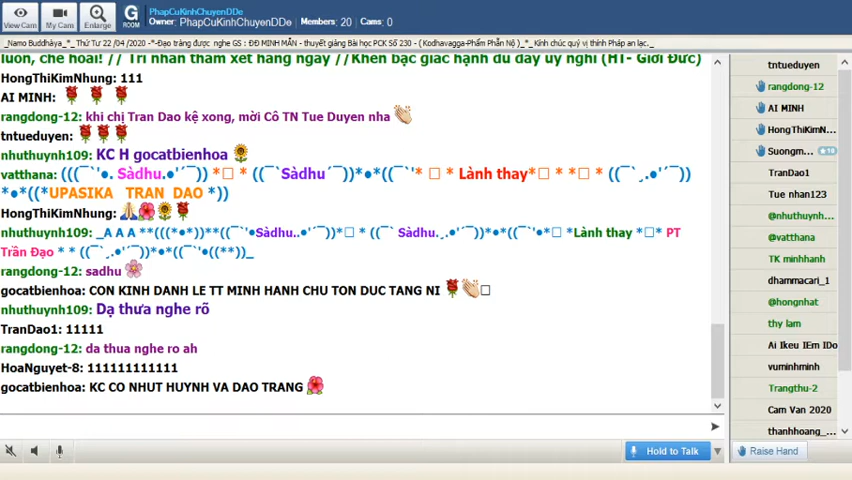 View Cam
My Cam
Enlarge
G
ROOM
PhapCuKinhChuyenDDe
Owner: PhapCuKinhChuyenDDe Members: 20 Cams: 0
_Namo Buddhàya_*_ Thứ Tư 22 /04 /2020 -*-Đạo tràng được nghe GS : ĐĐ MINH MẪN - thuyết giảng Bài học PCK Số 230 - ( Kodhavagga-Phẩm Phẫn Nộ )_*_ Kính chúc quý vị thính Pháp an lạc._
luôn, chê hoài! // Trí nhân thẩm xét hằng ngày //Khen bậc giác hạnh đủ đầy uy nghi (HT- Giới Đức)
HongThiKimNhung: 111
AI MINH:
rangdong-12: khi chị Tran Dao kệ xong, mời Cô TN Tue Duyen nha
tntueduyen:
nhuthuynh109: KC H gocatbienhoa
vatthana: (((¯`'•. Sàdhu.•'´¯)) *□ * ((¯`Sàdhu´¯))*•*((¯`'*□ * Lành thay*□ * *□ * ((¯`¸.•'´¯))
*•*((*UPASIKA TRAN DAO *))
HongThiKimNhung:
nhuthuynh109: _A A A **(((*•*))**((¯`'•Sàdhu..•'´¯))*□ * ((¯` Sàdhu.¸.•'´¯))*•*((¯`'•*□ *Lành thay *□* PT
Trần Đạo * * ((¯`¸.•'´¯))*•*((¯`'•((**))_
rangdong-12: sadhu
gocatbienhoa: CON KINH DANH LE TT MINH HANH CHU TON DUC TANG NI □
nhuthuynh109: Dạ thưa nghe rõ
TranDao1: 11111
rangdong-12: da thua nghe ro ah
HoaNguyet-8: 111111111111
gocatbienhoa: KC CO NHUT HUYNH VA DAO TRANG
tntueduyen
rangdong-12
AI MINH
HongThiKimN...
Suongm...
TranDao1
Tue nhan123
@nhuthuynh...
@vatthana
TK minhhanh
dhammacari_1
@hongnhat
thy lam
Ai Ikeu IEm IDo
vuminhminh
Trangthu-2
Cam Van 2020
thanhhoang_...
Hold to Talk
Raise Hand